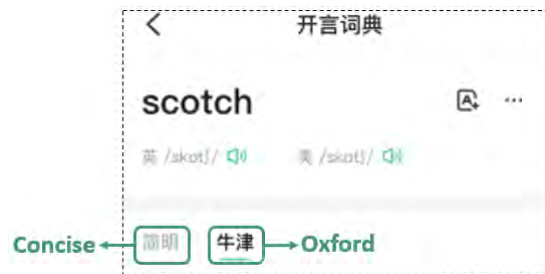 开言词典
scotch
英 /skɒtʃ/ 美 /skɑtʃ/
Concise 简明 牛津 Oxford